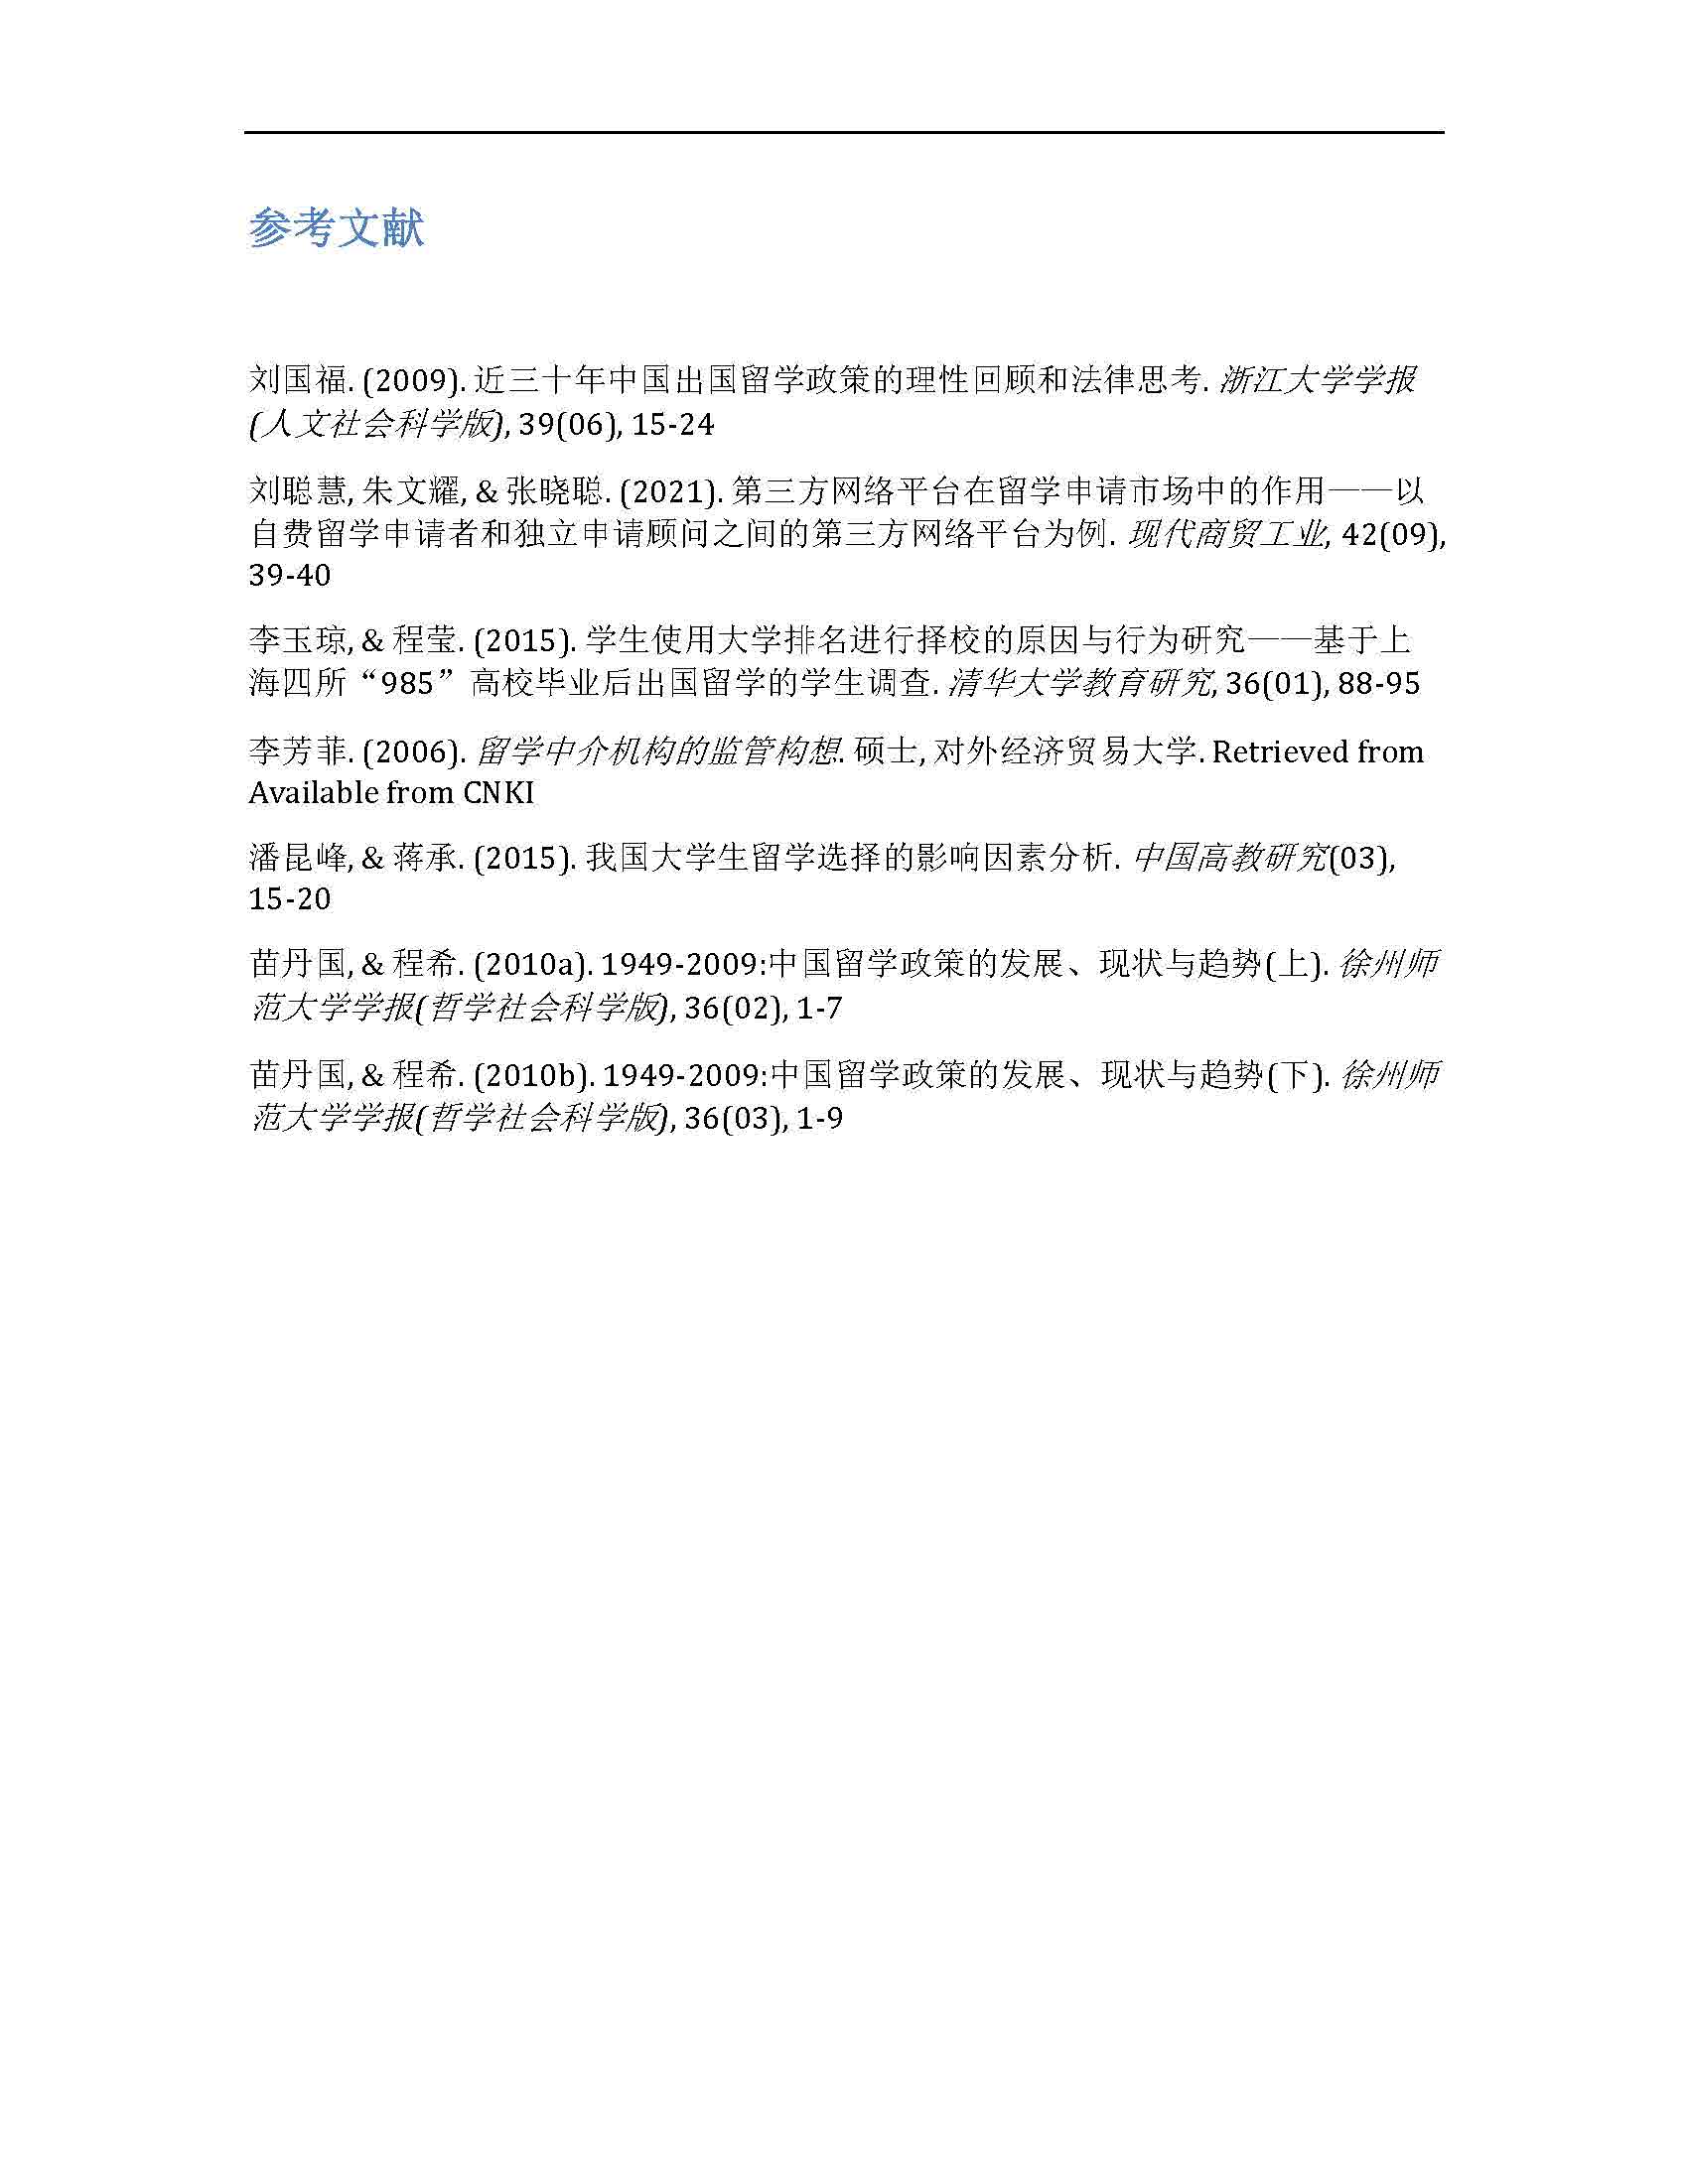 参考文献
刘国福. (2009). 近三十年中国出国留学政策的理性回顾和法律思考. 浙江大学学报
(人文社会科学版), 39(06), 15-24
刘聪慧, 朱文耀, & 张晓聪. (2021). 第三方网络平台在留学申请市场中的作用——以
自费留学申请者和独立申请顾问之间的第三方网络平台为例. 现代商贸工业, 42(09),
39-40
李玉琼, & 程莹. (2015). 学生使用大学排名进行择校的原因与行为研究——基于上
海四所“985”高校毕业后出国留学的学生调查. 清华大学教育研究, 36(01), 88-95
李芳菲. (2006). 留学中介机构的监管构想. 硕士, 对外经济贸易大学. Retrieved from
Available from CNKI
潘昆峰, & 蒋承. (2015). 我国大学生留学选择的影响因素分析. 中国高教研究(03),
15-20
苗丹国, & 程希. (2010a). 1949-2009:中国留学政策的发展、现状与趋势(上). 徐州师
范大学学报(哲学社会科学版), 36(02), 1-7
苗丹国, & 程希. (2010b). 1949-2009:中国留学政策的发展、现状与趋势(下). 徐州师
范大学学报(哲学社会科学版), 36(03), 1-9